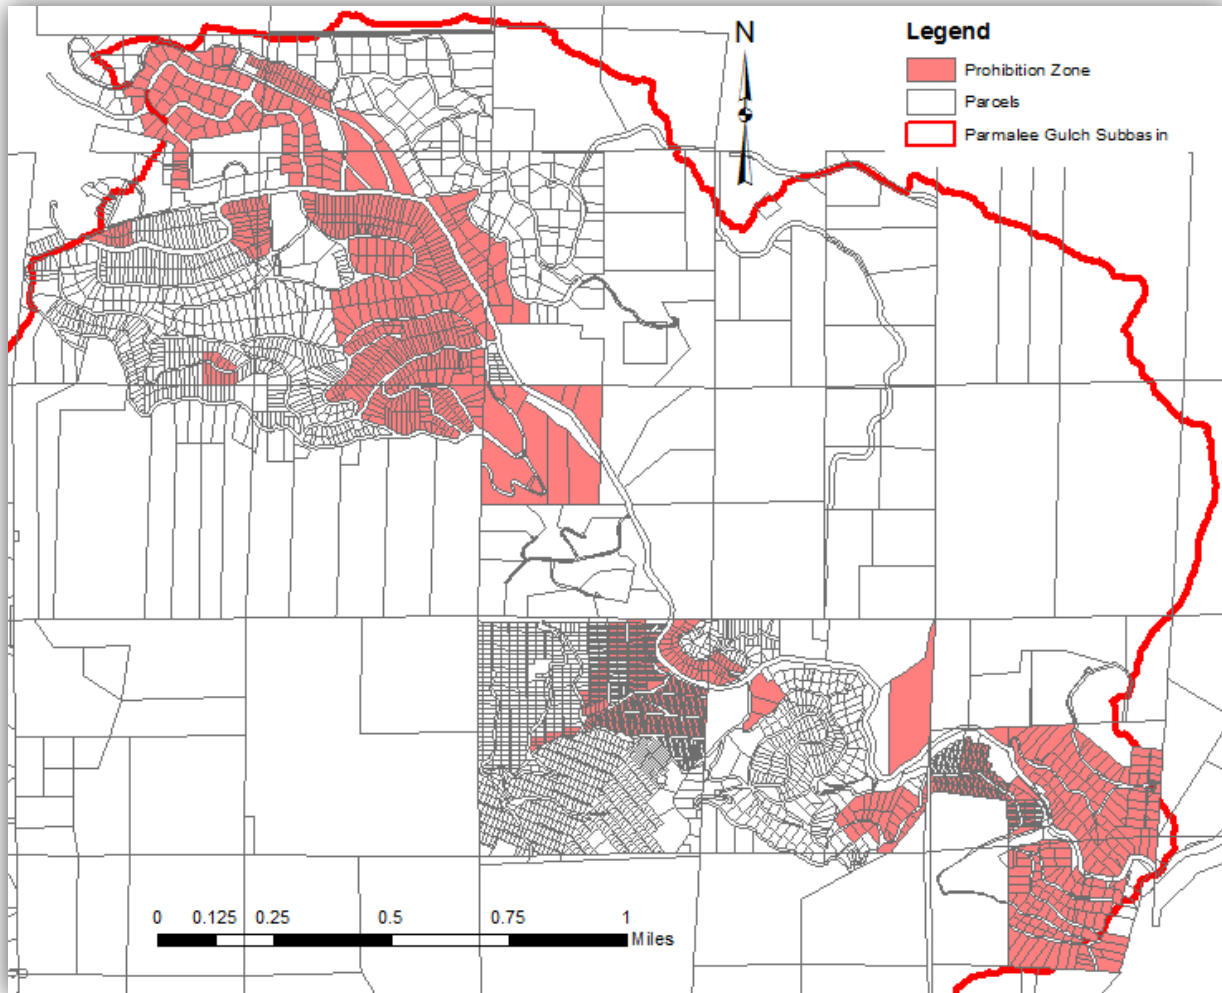 N
Legend
Prohibition Zone
Parcels
Parmalee Gulch Subbasin
0 0.125 0.25 0.5 0.75 1
Miles